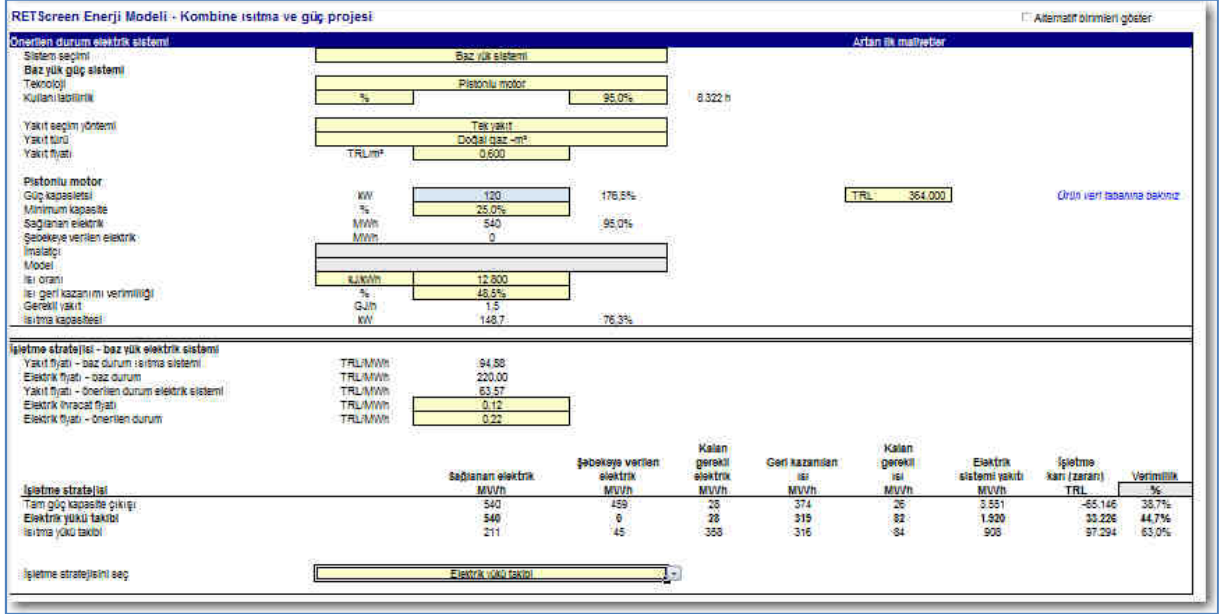 RETScreen Enerji Modeli - Kombine ısıtma ve güç projesi
Alternatif birimleri göster
Önerilen durum elektrik sistemi Artan ilk maliyetler
Sistem seçimi Baz yük sistemi
Baz yük güç sistemi
Teknoloji Pistonlu motor
Kullanılabilirlik % 95,0% 8.322 h
Yakıt seçim yöntemi Tek yakıt
Yakıt türü Doğal gaz -m³
Yakıt fiyatı TRL/m³ 0,600
Pistonlu motor
Güç kapasietsi kW 120 176,5% TRL 364.000 Ürün veri tabanına bakınız
Minimum kapasite % 25,0%
Sağlanan elektrik MWh 540 95,0%
Şebekeye verilen elektrik MWh 0
İmalatçı
Model
Isı oranı kJ/kWh 12.800
Isı geri kazanımı verimliliği % 48,5%
Gerekli yakıt GJ/h 1,5
Isıtma kapasitesi kW 148,7 76,3%
İşletme stratejisi - baz yük elektrik sistemi
Yakıt fiyatı - baz durum ısıtma sistemi TRL/MWh 94,58
Elektrik fiyatı - baz durum TRL/MWh 220,00
Yakıt fiyatı - önerilen durum elektrik sistemi TRL/MWh 63,57
Elektrik ihracat fiyatı TRL/MWh 0,12
Elektrik fiyatı - önerilen durum TRL/MWh 0,22
Kalan Kalan
Şebekeye verilen gerekli Geri kazanılan gerekli Elektrik İşletme
Sağlanan elektrik elektrik elektrik ısı ısı sistemi yakıtı karı (zararı) Verimlilik
İşletme stratejisi MWh MWh MWh MWh MWh MWh TRL %
Tam güç kapasite çıkışı 540 459 28 374 26 3.551 -65.146 38,7%
Elektrik yükü takibi 540 0 28 319 82 1.920 33.226 44,7%
Isıtma yükü takibi 211 45 358 316 84 908 97.294 63,0%
İşletme stratejisini seç Elektrik yükü takibi